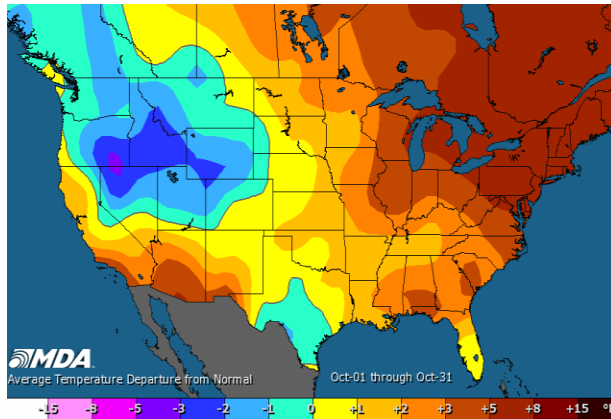 MDA
Average Temperature Departure from Normal
Oct-01 through Oct-31
-15 -8 -5 -3 -2 -1 0 +1 +2 +3 +5 +8 +15 °F